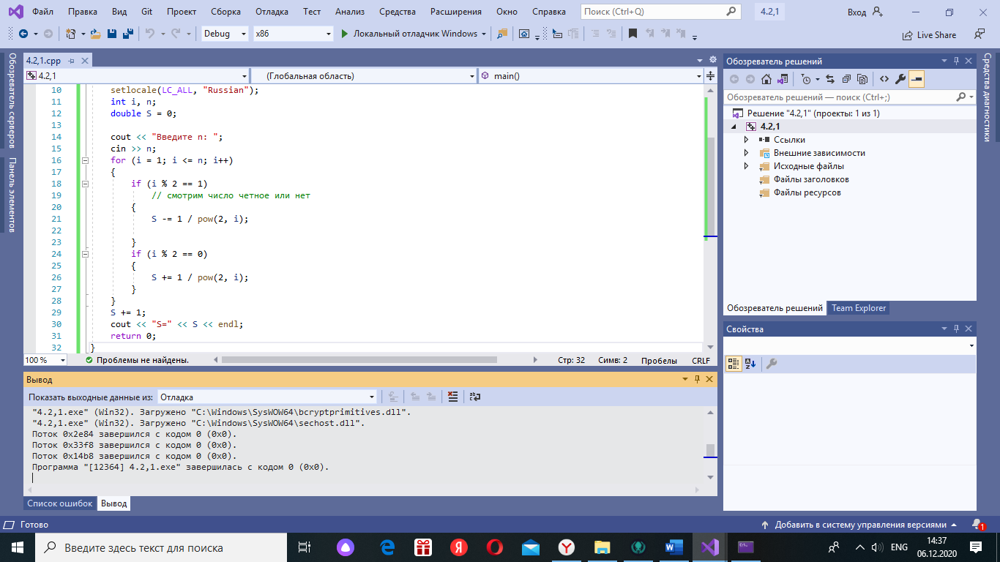 Файл Правка Вид Git Проект Сборка Отладка Тест Анализ Средства Расширения Окно Справка Поиск (Ctrl+Q) 4.2,1 Вход
Debug x86 Локальный отладчик Windows Live Share
Обозреватель серверов
Панель элементов
4.2,1.cpp
4.2,1 (Глобальная область) main()
10 setlocale(LC_ALL, "Russian");
11 int i, n;
12 double S = 0;
13
14 cout << "Введите n: ";
15 cin >> n;
16 for (i = 1; i <= n; i++)
17 {
18 if (i % 2 == 1)
19 // смотрим число четное или нет
20 {
21 S -= 1 / pow(2, i);
22
23 }
24 if (i % 2 == 0)
25 {
26 S += 1 / pow(2, i);
27 }
28 }
29 S += 1;
30 cout << "S=" << S << endl;
31 return 0;
32 }
100 % Проблемы не найдены. Стр: 32 Симв: 2 Пробелы CRLF
Вывод
Показать выходные данные из: Отладка
"4.2,1.exe" (Win32). Загружено "C:\Windows\SysWOW64\bcryptprimitives.dll".
"4.2,1.exe" (Win32). Загружено "C:\Windows\SysWOW64\sechost.dll".
Поток 0x2e84 завершился с кодом 0 (0x0).
Поток 0x33f8 завершился с кодом 0 (0x0).
Поток 0x14b8 завершился с кодом 0 (0x0).
Программа "[12364] 4.2,1.exe" завершилась с кодом 0 (0x0).
Список ошибок Вывод
Обозреватель решений
Обозреватель решений — поиск (Ctrl+;)
Решение "4.2,1" (проекты: 1 из 1)
4.2,1
Ссылки
Внешние зависимости
Исходные файлы
Файлы заголовков
Файлы ресурсов
Обозреватель решений Team Explorer
Свойства
Средства диагностики
Готово Добавить в систему управления версиями 1
Введите здесь текст для поиска ENG 14:37
06.12.2020